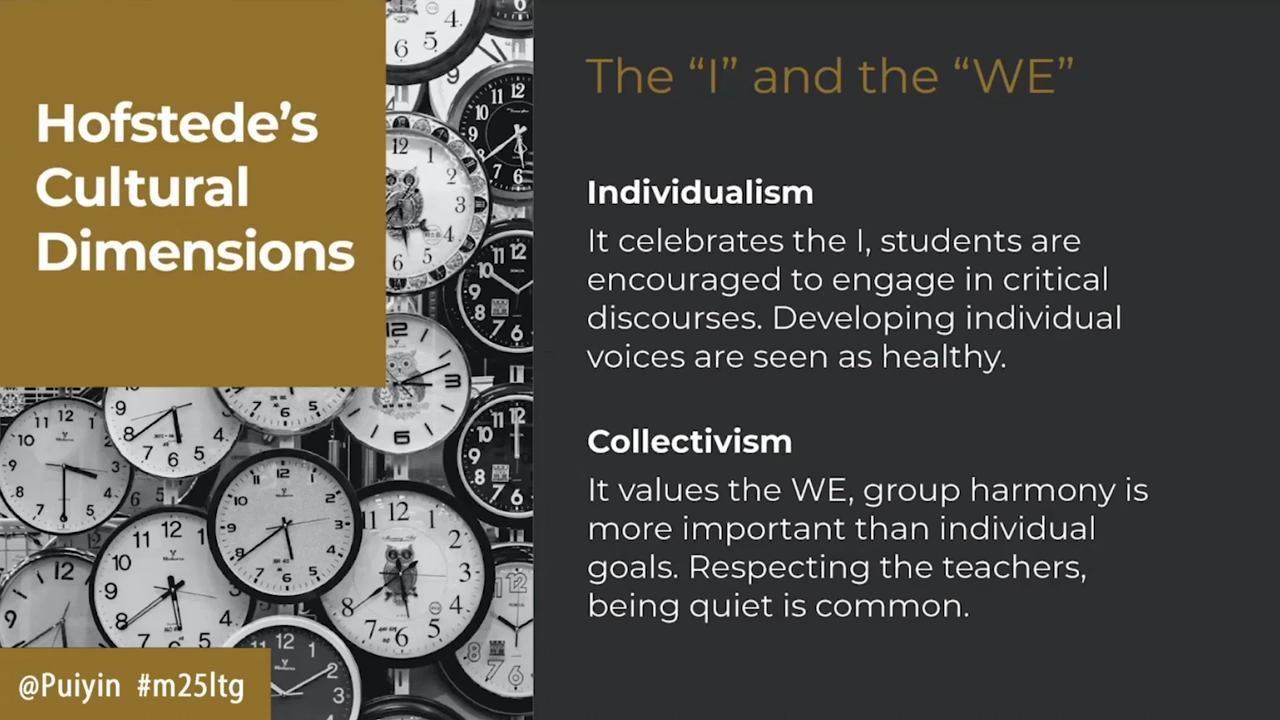 Hofstede's
Cultural
Dimensions
The “I” and the “WE”
Individualism
It celebrates the I, students are
encouraged to engage in critical
discourses. Developing individual
voices are seen as healthy.
Collectivism
It values the WE, group harmony is
more important than individual
goals. Respecting the teachers,
being quiet is common.
@Puiyin #m25ltg